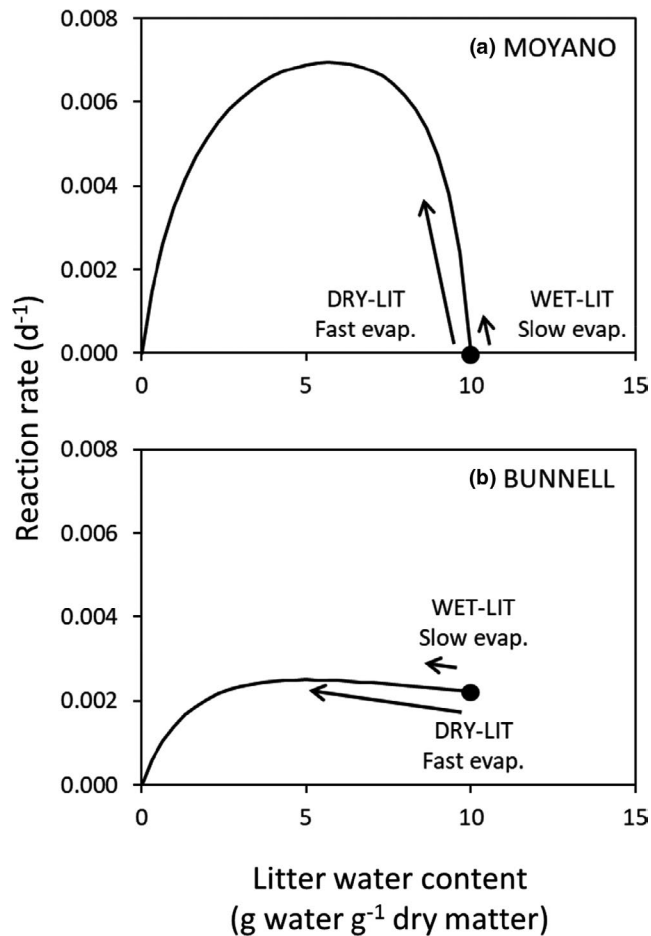 0.008
(a) MOYANO
0.006
0.004
DRY-LIT
Fast evap.
WET-LIT
Slow evap.
0.002
0.000
0 5 10 15
Reaction rate (d⁻¹)
0.008
(b) BUNNELL
0.006
0.004
WET-LIT
Slow evap.
0.002
DRY-LIT
Fast evap.
0.000
0 5 10 15
Litter water content
(g water g⁻¹ dry matter)